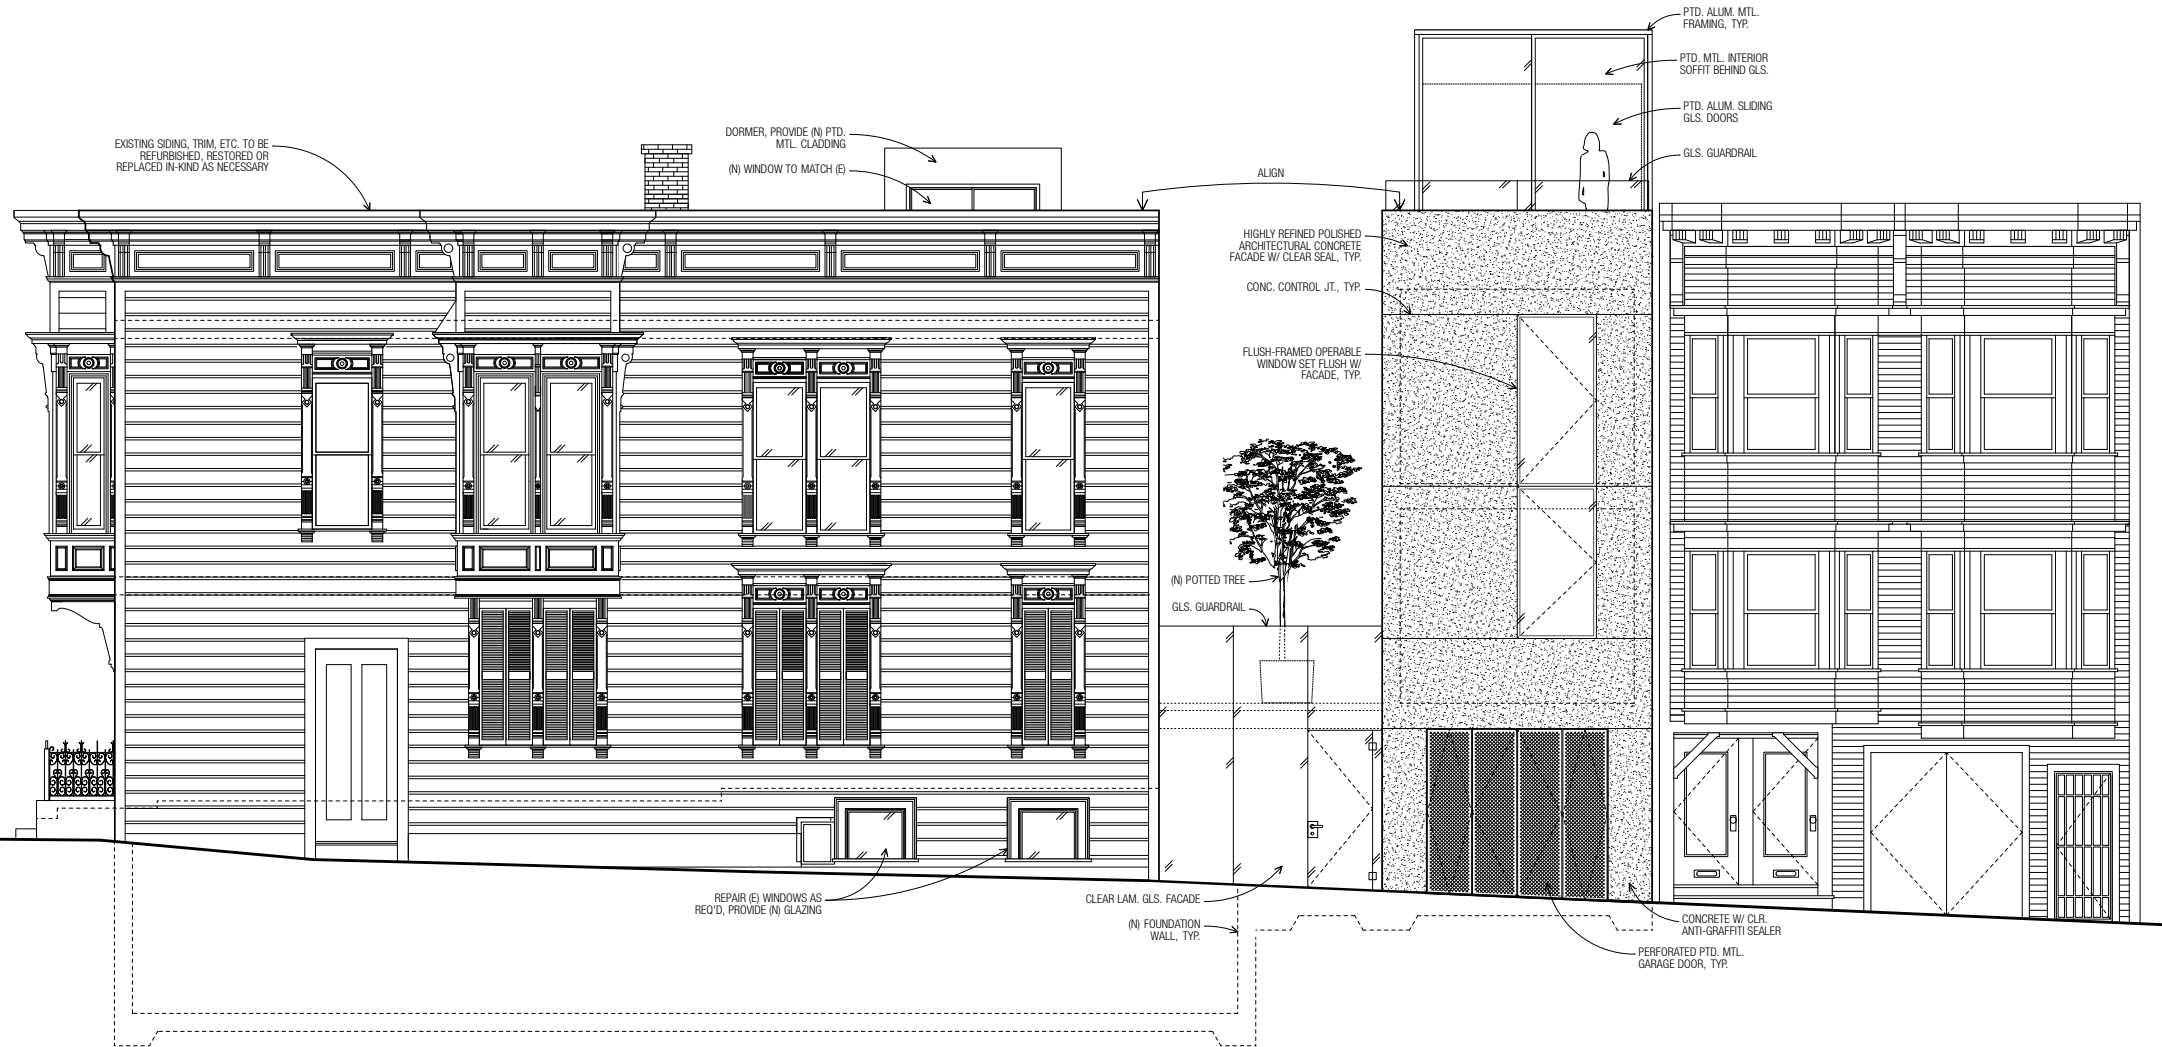 PTD. ALUM. MTL.
FRAMING, TYP.
PTD. MTL. INTERIOR
SOFFIT BEHIND GLS.
PTD. ALUM. SLIDING
GLS. DOORS
GLS. GUARDRAIL
EXISTING SIDING, TRIM, ETC. TO BE
REFURBISHED, RESTORED OR
REPLACED IN-KIND AS NECESSARY
DORMER, PROVIDE (N) PTD.
MTL. CLADDING
(N) WINDOW TO MATCH (E)
ALIGN
HIGHLY REFINED POLISHED
ARCHITECTURAL CONCRETE
FACADE W/ CLEAR SEAL, TYP.
CONC. CONTROL JT., TYP.
FLUSH-FRAMED OPERABLE
WINDOW SET FLUSH W/
FACADE, TYP.
(N) POTTED TREE
GLS. GUARDRAIL
REPAIR (E) WINDOWS AS
REQ'D, PROVIDE (N) GLAZING
CLEAR LAM. GLS. FACADE
(N) FOUNDATION
WALL, TYP.
CONCRETE W/ CLR.
ANTI-GRAFFITI SEALER
PERFORATED PTD. MTL.
GARAGE DOOR, TYP.